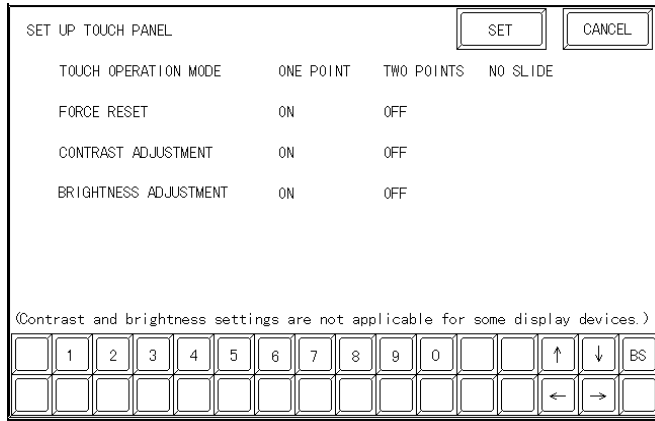 SET UP TOUCH PANEL SET CANCEL
TOUCH OPERATION MODE ONE POINT TWO POINTS NO SLIDE
FORCE RESET ON OFF
CONTRAST ADJUSTMENT ON OFF
BRIGHTNESS ADJUSTMENT ON OFF
(Contrast and brightness settings are not applicable for some display devices.)
1 2 3 4 5 6 7 8 9 0 ↑ ↓ BS
← →